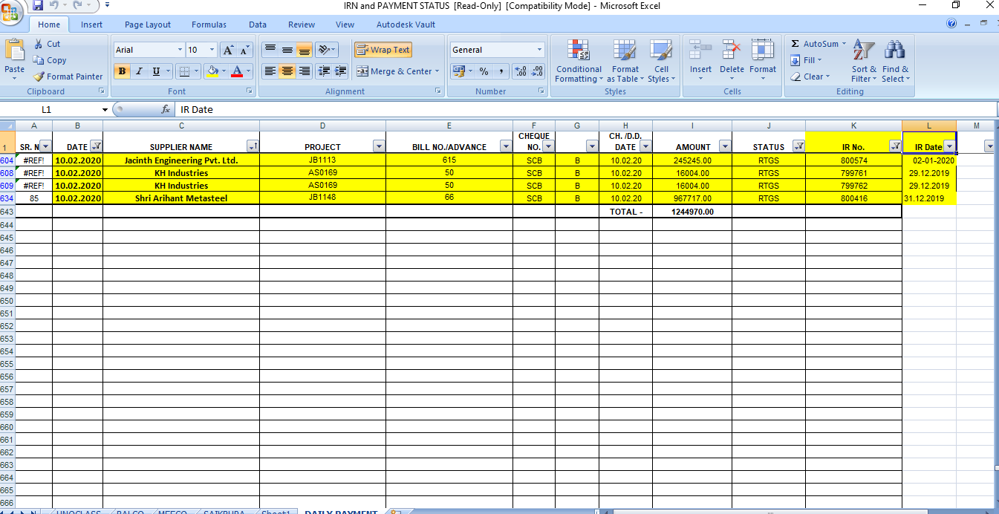 IRN and PAYMENT STATUS [Read-Only] [Compatibility Mode] - Microsoft Excel
Home Insert Page Layout Formulas Data Review View Autodesk Vault
Paste Cut Copy Format Painter Clipboard
Arial 10 A A B I U A Font
Wrap Text Merge & Center Alignment
General % , .00 .0 Number
Conditional Formatting Format as Table Cell Styles Styles
Insert Delete Format Cells
Σ AutoSum Fill Clear Sort & Filter Find & Select Editing
L1 fx IR Date
A B C D E F G H I J K L M
1 SR. N DATE SUPPLIER NAME PROJECT BILL NO./ADVANCE CHEQUE NO. CH. /D.D. DATE AMOUNT STATUS IR No. IR Date
604 #REF! 10.02.2020 Jacinth Engineering Pvt. Ltd. JB1113 615 SCB B 10.02.20 245245.00 RTGS 800574 02-01-2020
608 #REF! 10.02.2020 KH Industries AS0169 50 SCB B 10.02.20 16004.00 RTGS 799761 29.12.2019
609 #REF! 10.02.2020 KH Industries AS0169 50 SCB B 10.02.20 16004.00 RTGS 799762 29.12.2019
634 85 10.02.2020 Shri Arihant Metasteel JB1148 66 SCB B 10.02.20 967717.00 RTGS 800416 31.12.2019
643 TOTAL - 1244970.00
644
645
646
647
648
649
650
651
652
653
654
655
656
657
658
659
660
661
662
663
664
665
666
UNOCLASS BALCO MEECO Sheet1 DAILY PAYMENT